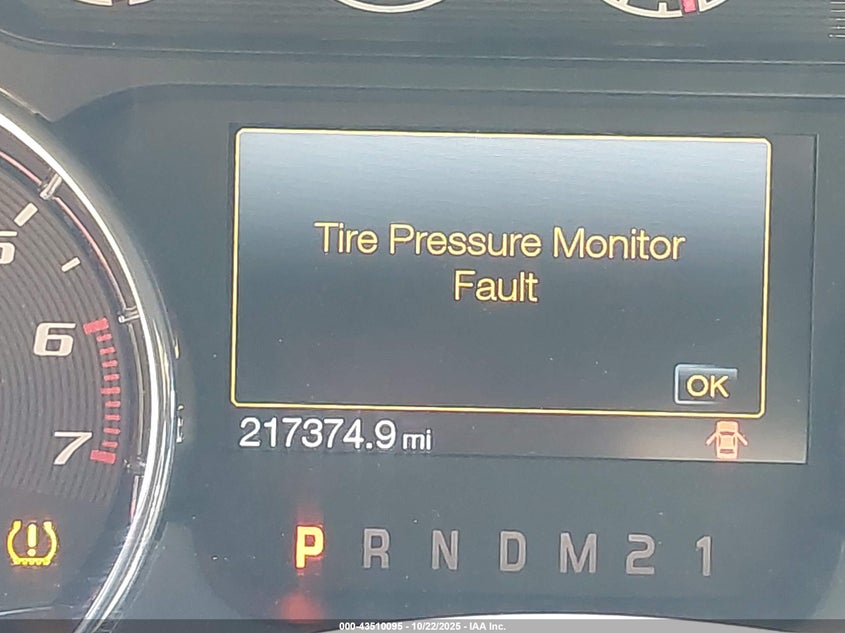 5
6
7
Tire Pressure Monitor
Fault
OK
217374.9 mi
P R N D M 2 1
000-43510095 - 10/22/2025 - IAA Inc.